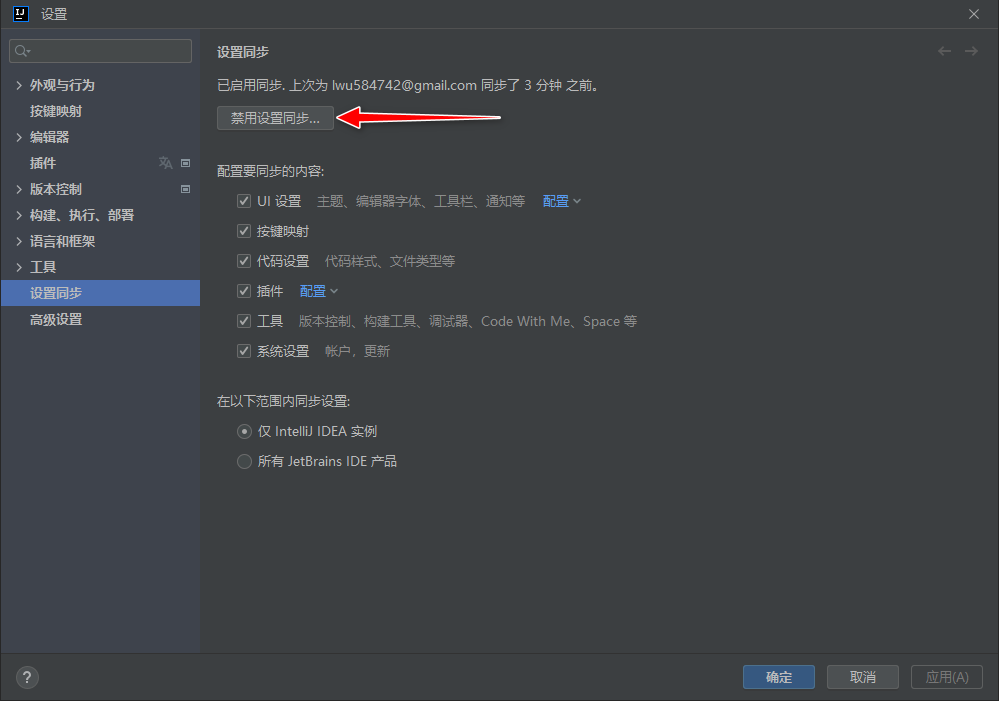 设置
外观与行为
按键映射
编辑器
插件
版本控制
构建、执行、部署
语言和框架
工具
设置同步
高级设置
设置同步
已启用同步. 上次为 lwu584742@gmail.com 同步了 3 分钟 之前。
禁用设置同步...
配置要同步的内容:
UI 设置 主题、编辑器字体、工具栏、通知等 配置
按键映射
代码设置 代码样式、文件类型等
插件 配置
工具 版本控制、构建工具、调试器、Code With Me、Space 等
系统设置 帐户，更新
在以下范围内同步设置:
仅 IntelliJ IDEA 实例
所有 JetBrains IDE 产品
?
确定
取消
应用(A)